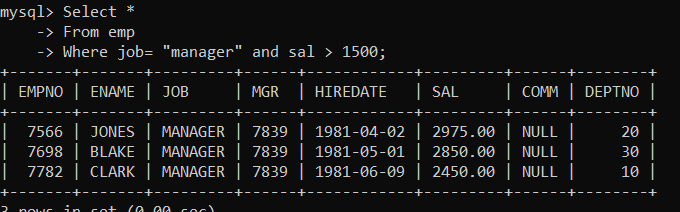 mysql> Select *
    -> From emp
    -> Where job= "manager" and sal > 1500;
+-------+-------+---------+------+------------+---------+------+--------+
| EMPNO | ENAME | JOB     | MGR  | HIREDATE   | SAL     | COMM | DEPTNO |
+-------+-------+---------+------+------------+---------+------+--------+
|  7566 | JONES | MANAGER | 7839 | 1981-04-02 | 2975.00 | NULL |     20 |
|  7698 | BLAKE | MANAGER | 7839 | 1981-05-01 | 2850.00 | NULL |     30 |
|  7782 | CLARK | MANAGER | 7839 | 1981-06-09 | 2450.00 | NULL |     10 |
+-------+-------+---------+------+------------+---------+------+--------+
3 rows in set (0.00 sec)